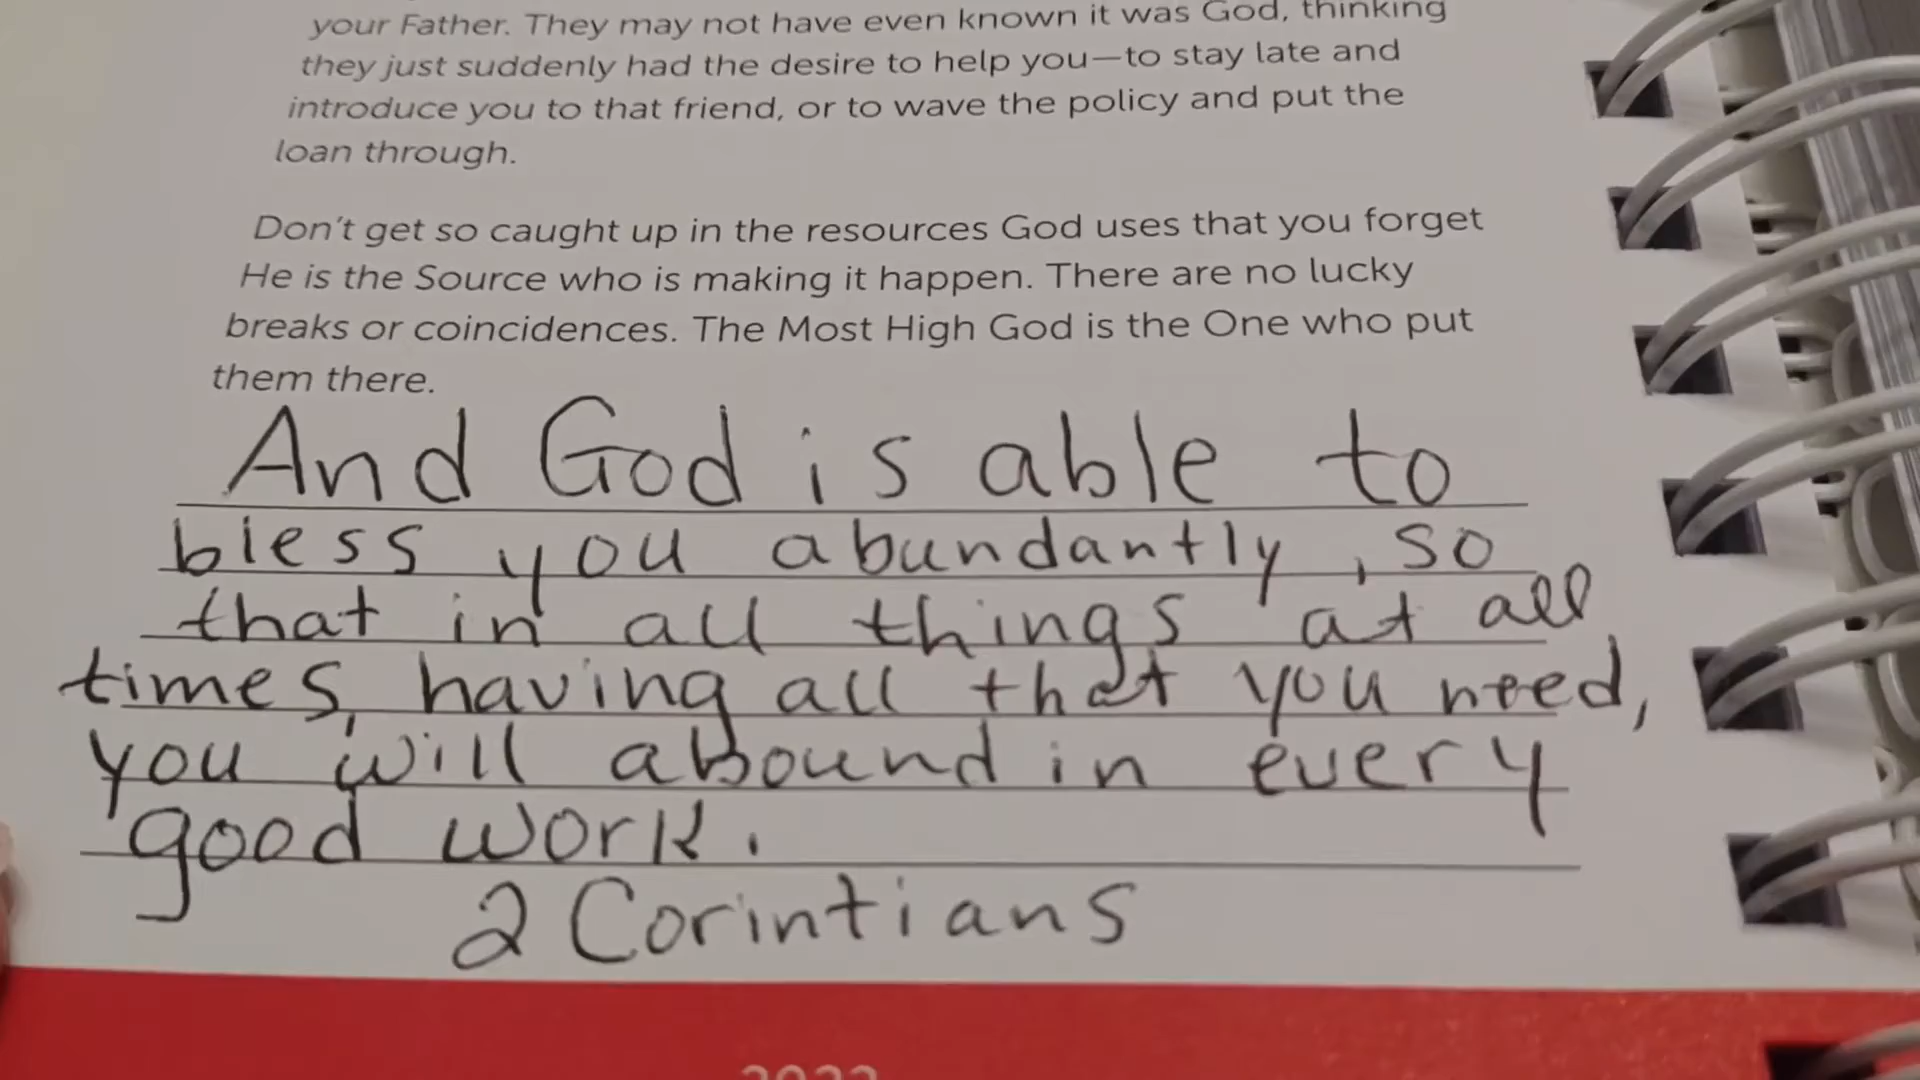 your Father. They may not have even known it was God, thinking
they just suddenly had the desire to help you—to stay late and
introduce you to that friend, or to wave the policy and put the
loan through.
Don't get so caught up in the resources God uses that you forget
He is the Source who is making it happen. There are no lucky
breaks or coincidences. The Most High God is the One who put
them there.
And God is able to
bless you abundantly, so
that in all things at all
times, having all that you need,
you will abound in every
good work.
2 Corintians